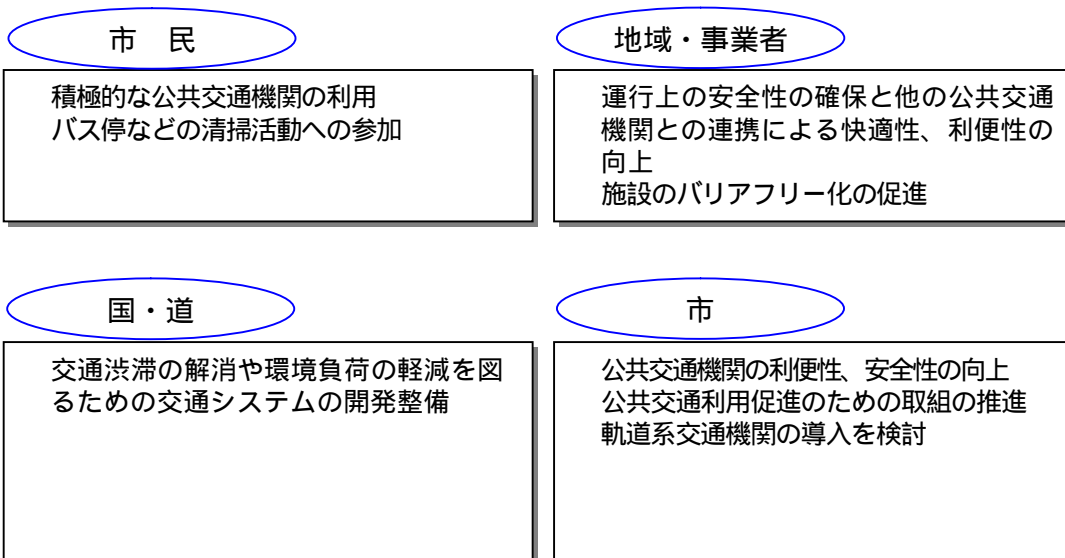 市　民
積極的な公共交通機関の利用
バス停などの清掃活動への参加
地域・事業者
運行上の安全性の確保と他の公共交通
機関との連携による快適性、利便性の
向上
施設のバリアフリー化の促進
国・道
交通渋滞の解消や環境負荷の軽減を図
るための交通システムの開発整備
市
公共交通機関の利便性、安全性の向上
公共交通利用促進のための取組の推進
軌道系交通機関の導入を検討